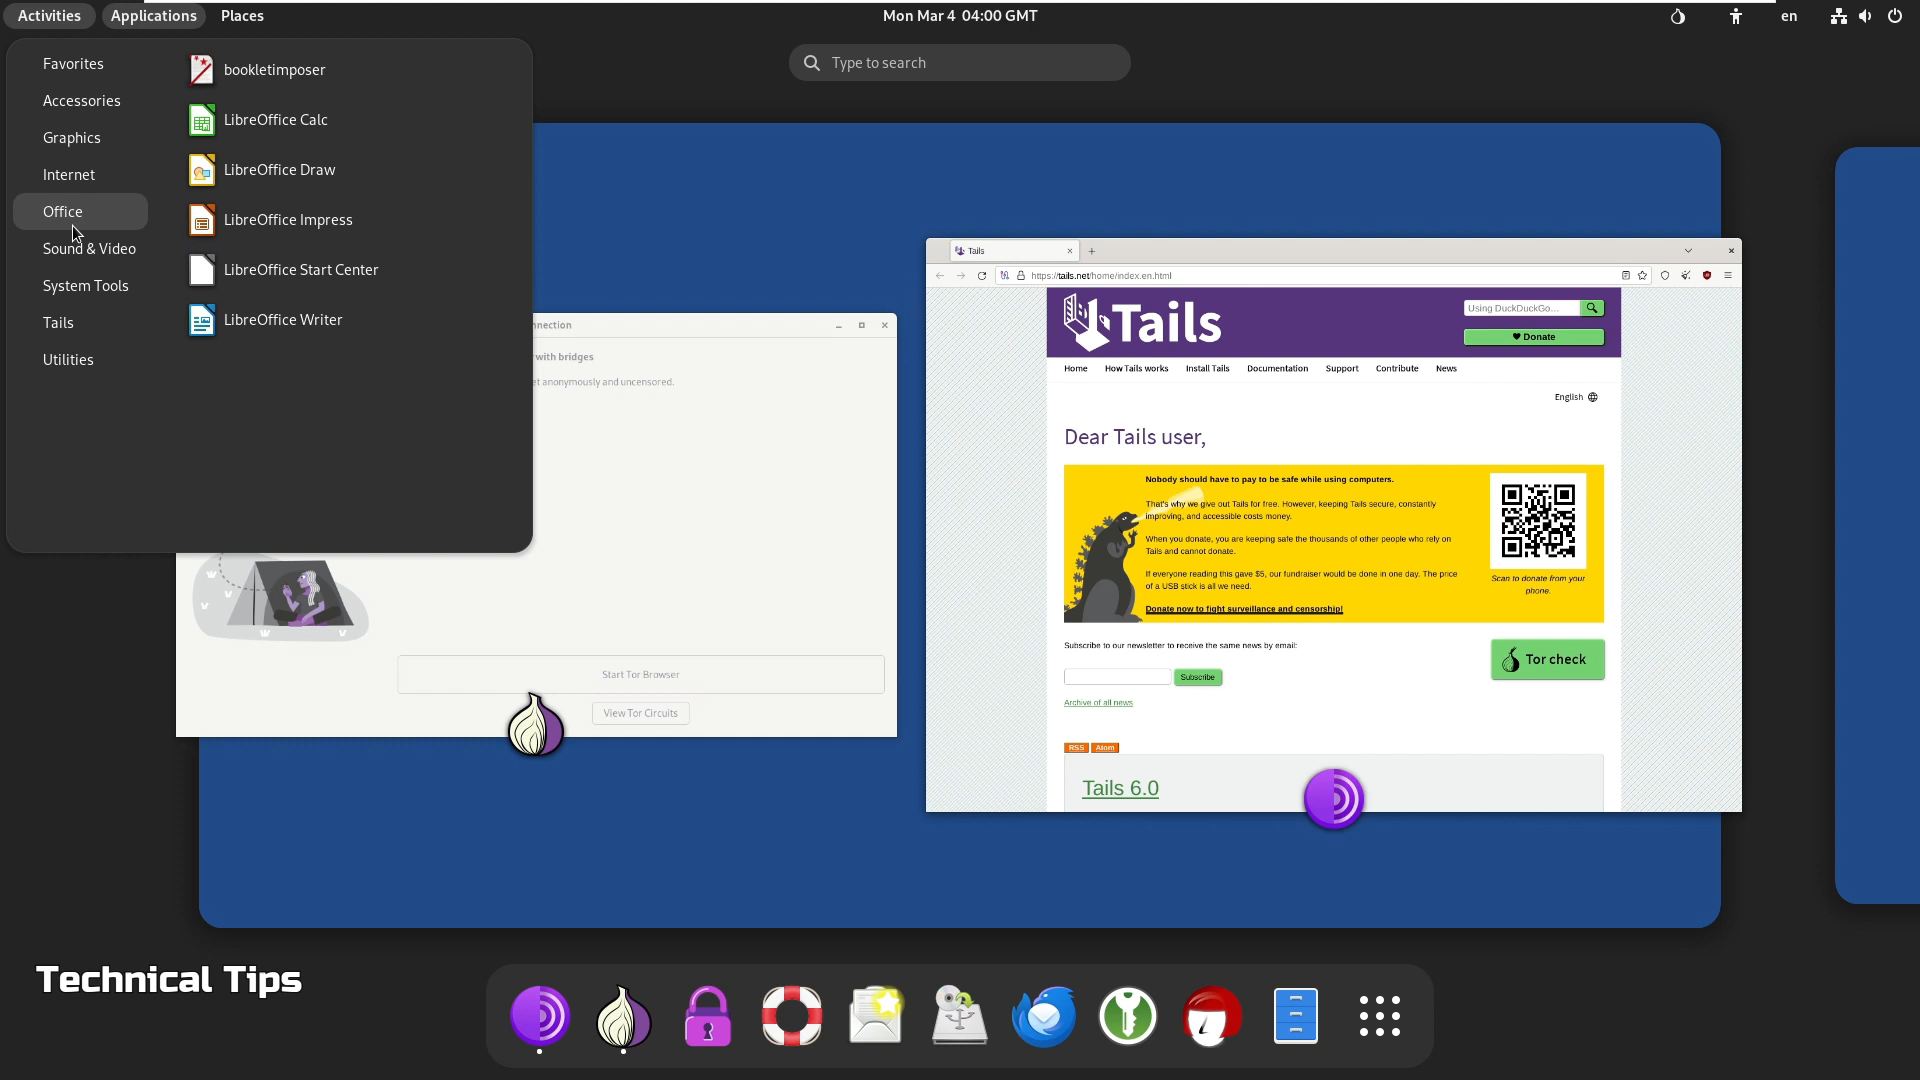 Activities
Applications
Places
Mon Mar 4 04:00 GMT
en
Type to search
Favorites
Accessories
Graphics
Internet
Office
Sound & Video
System Tools
Tails
Utilities
bookletimposer
LibreOffice Calc
LibreOffice Draw
LibreOffice Impress
LibreOffice Start Center
LibreOffice Writer
nnection
with bridges
et anonymously and uncensored.
Start Tor Browser
View Tor Circuits
Tails
https://tails.net/home/index.en.html
Tails
Using DuckDuckGo...
Donate
Home How Tails works Install Tails Documentation Support Contribute News
English
Dear Tails user,
Nobody should have to pay to be safe while using computers.
That's why we give out Tails for free. However, keeping Tails secure, constantly
improving, and accessible costs money.
When you donate, you are keeping safe the thousands of other people who rely on
Tails and cannot donate.
If everyone reading this gave $5, our fundraiser would be done in one day. The price
of a USB stick is all we need.
Donate now to fight surveillance and censorship!
Scan to donate from your
phone.
Subscribe to our newsletter to receive the same news by email:
Subscribe
Tor check
Archive of all news
RSS Atom
Tails 6.0
Technical Tips